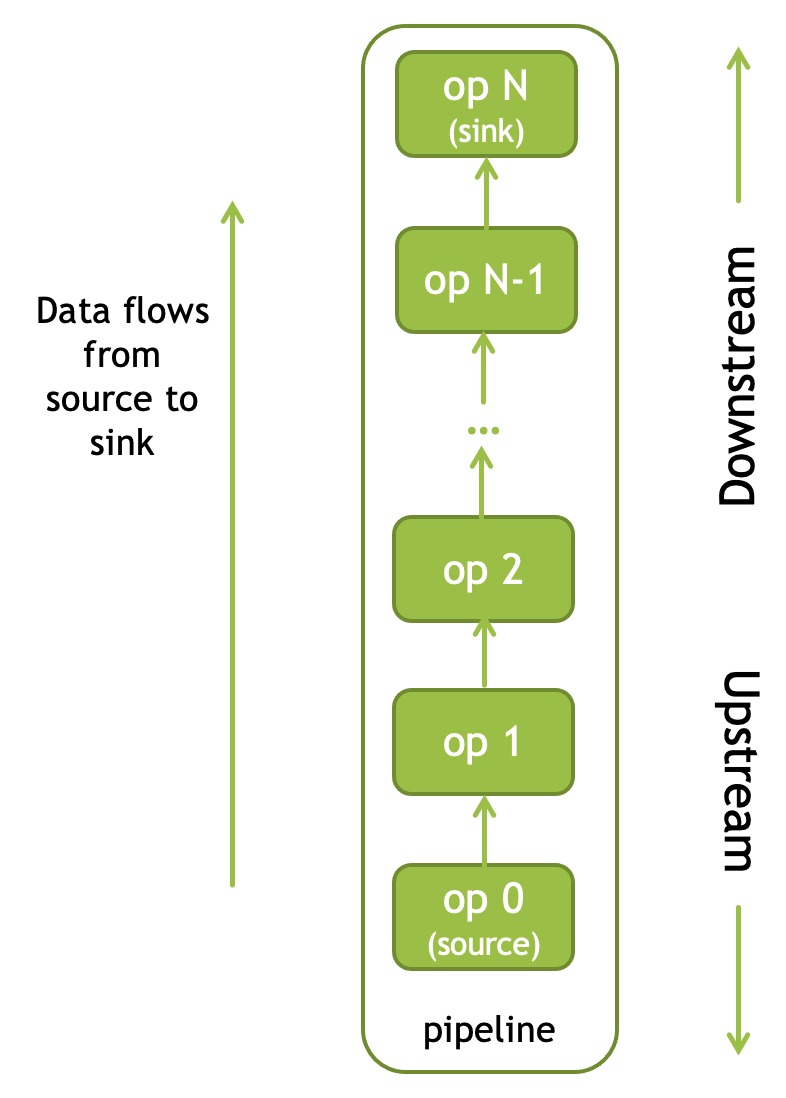 op N
(sink)
op N-1
Data flows
from
source to
sink
...
op 2
op 1
op 0
(source)
pipeline
Downstream
Upstream